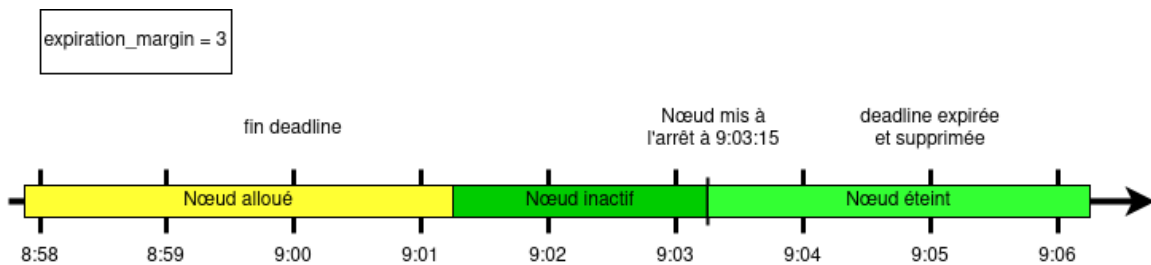 expiration_margin = 3
fin deadline
Nœud mis à
l'arrêt à 9:03:15
deadline expirée
et supprimée
Nœud alloué
Nœud inactif
Nœud éteint
8:58
8:59
9:00
9:01
9:02
9:03
9:04
9:05
9:06